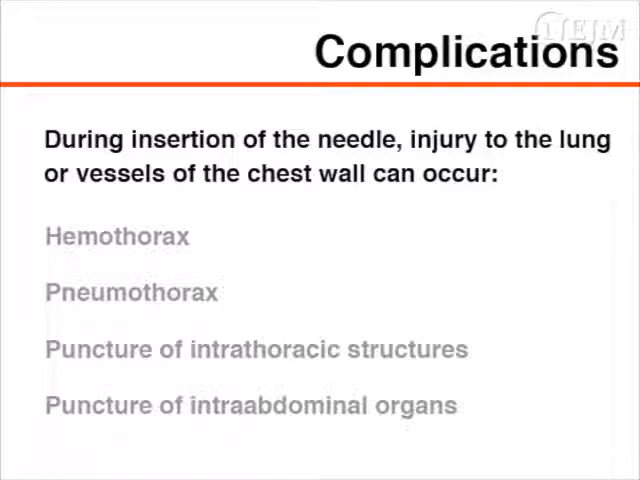 NEJM
Complications
During insertion of the needle, injury to the lung
or vessels of the chest wall can occur:
Hemothorax
Pneumothorax
Puncture of intrathoracic structures
Puncture of intraabdominal organs